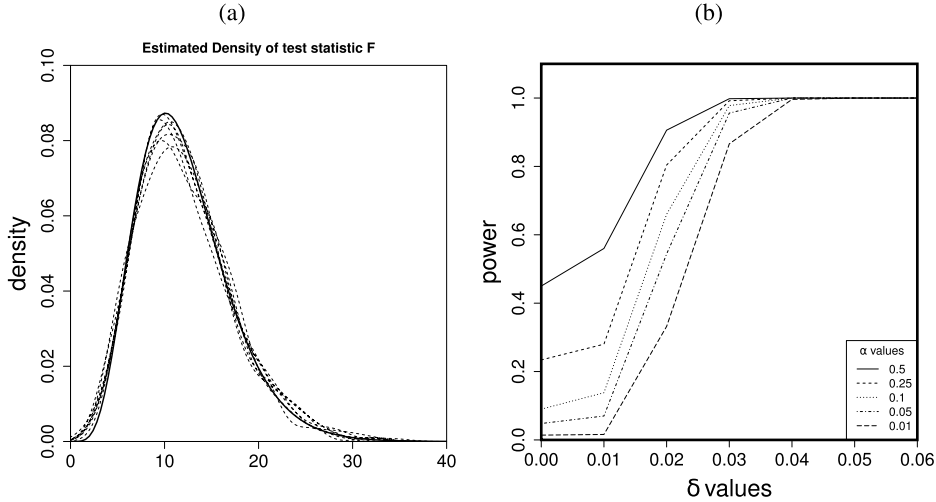 (a)
Estimated Density of test statistic F
density
0.00 0.02 0.04 0.06 0.08 0.10
0 10 20 30 40
(b)
power
0.0 0.2 0.4 0.6 0.8 1.0
0.00 0.01 0.02 0.03 0.04 0.05 0.06
δ values
α values
0.5
0.25
0.1
0.05
0.01